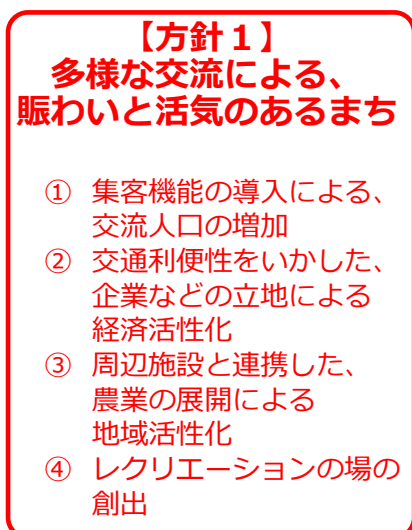 【方針１】
多様な交流による、
賑わいと活気のあるまち
① 集客機能の導入による、
交流人口の増加
② 交通利便性をいかした、
企業などの立地による
経済活性化
③ 周辺施設と連携した、
農業の展開による
地域活性化
④ レクリエーションの場の
創出